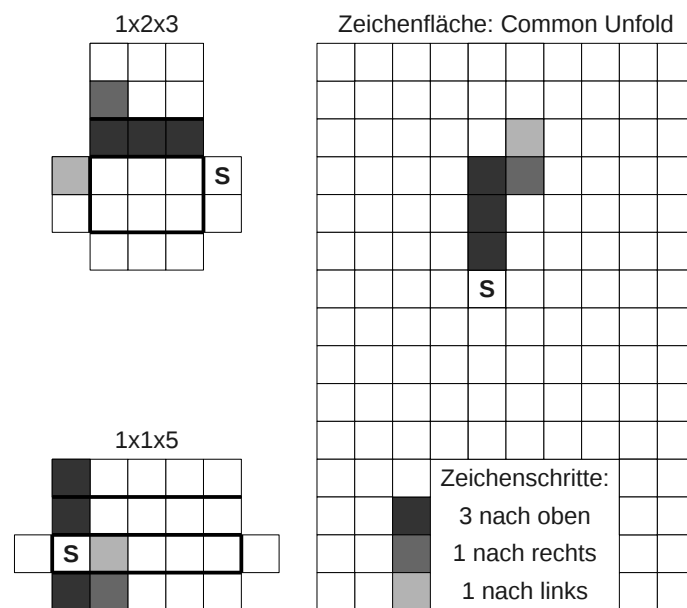 1x2x3
S
Zeichenfläche: Common Unfold
S
1x1x5
S
Zeichenschritte:
3 nach oben
1 nach rechts
1 nach links